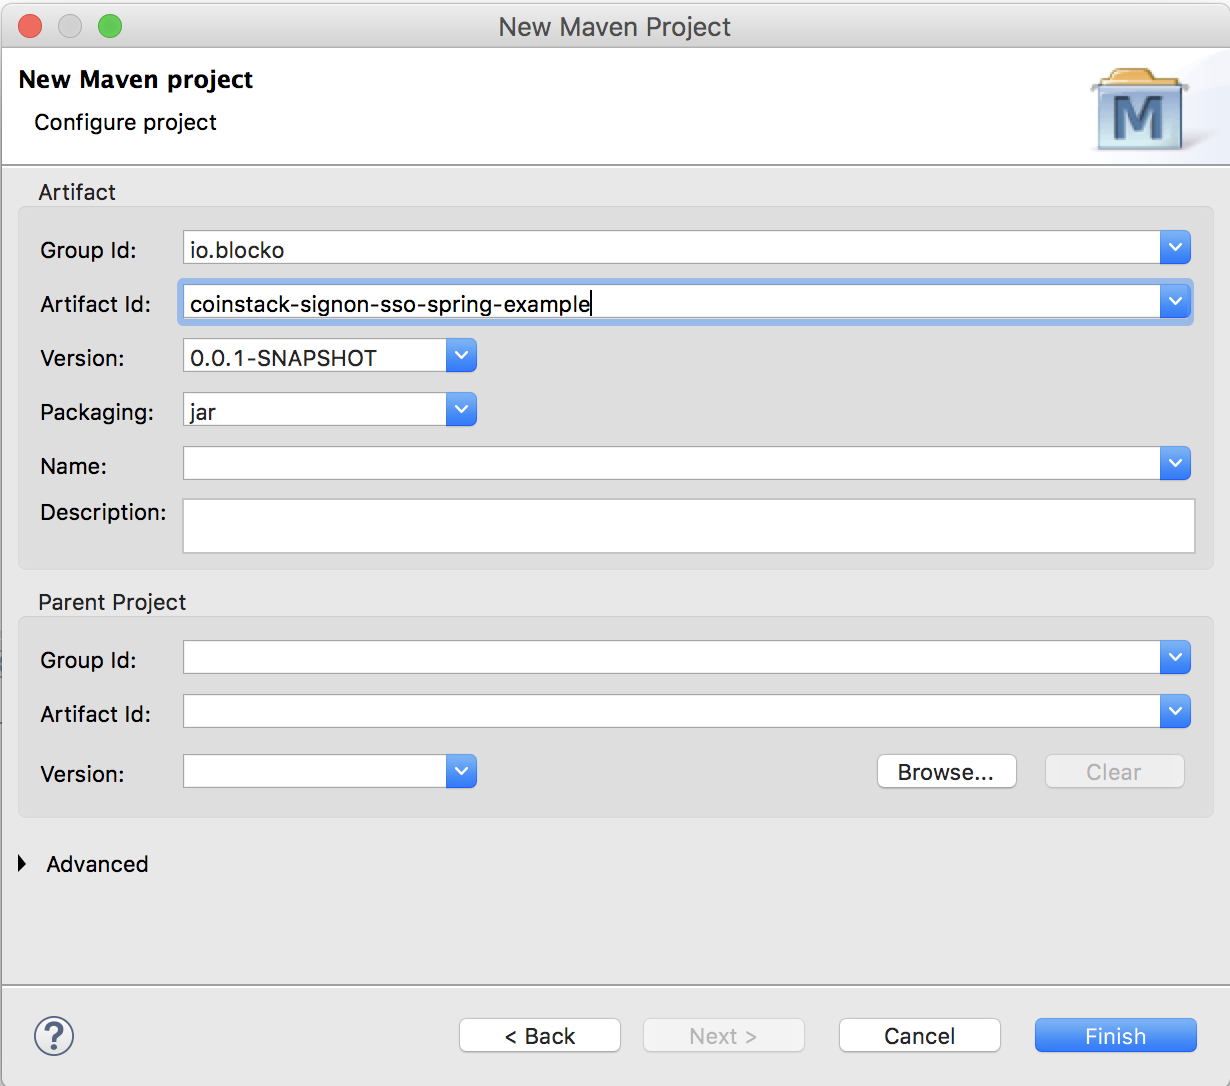 New Maven Project
New Maven project
Configure project
M
Artifact
Group Id: io.blocko
Artifact Id: coinstack-signon-sso-spring-example
Version: 0.0.1-SNAPSHOT
Packaging: jar
Name:
Description:
Parent Project
Group Id:
Artifact Id:
Version: Browse... Clear
Advanced
? < Back Next > Cancel Finish